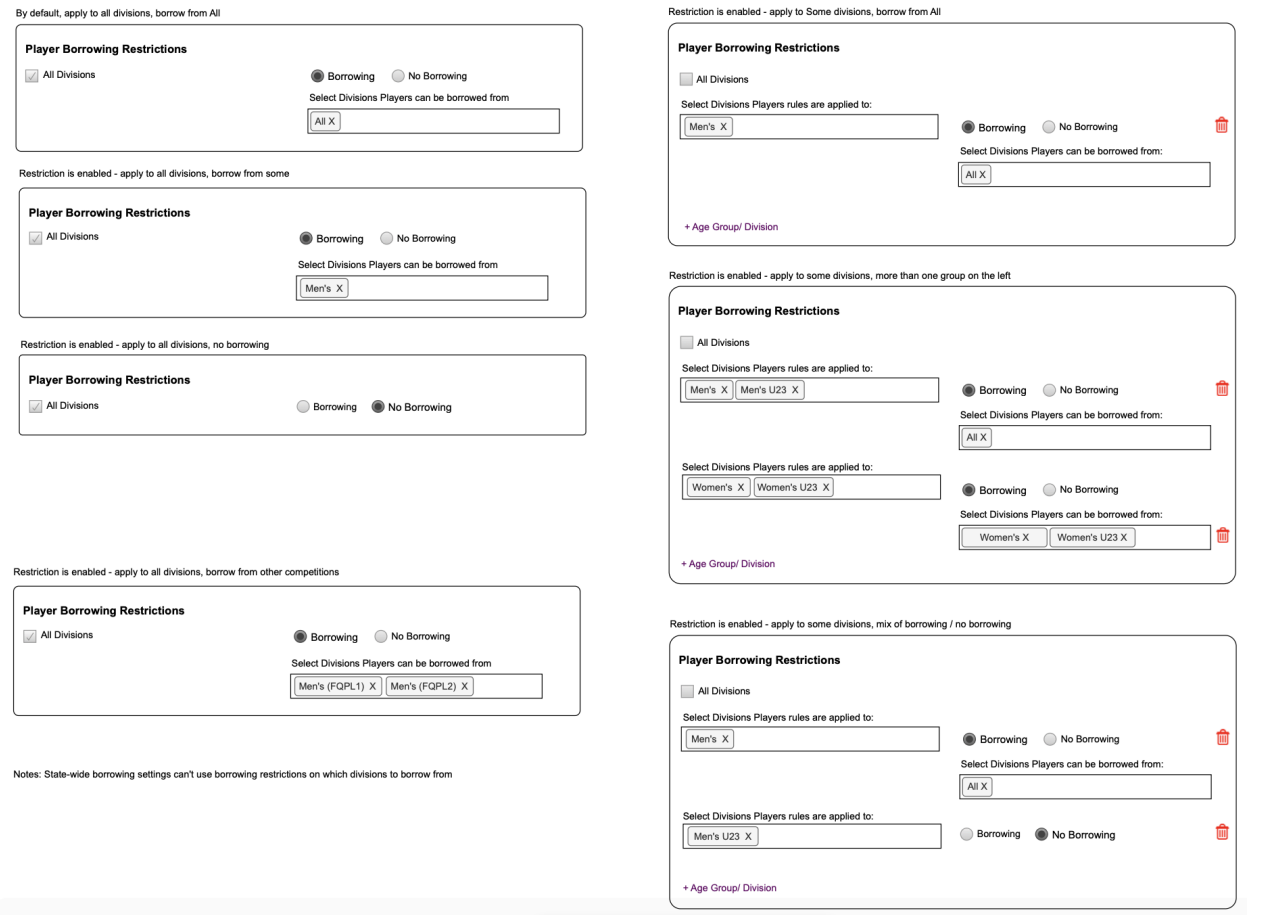 By default, apply to all divisions, borrow from All
Player Borrowing Restrictions
All Divisions
Borrowing No Borrowing
Select Divisions Players can be borrowed from
All X
Restriction is enabled - apply to all divisions, borrow from some
Player Borrowing Restrictions
All Divisions
Borrowing No Borrowing
Select Divisions Players can be borrowed from
Men's X
Restriction is enabled - apply to all divisions, no borrowing
Player Borrowing Restrictions
All Divisions
Borrowing No Borrowing
Restriction is enabled - apply to all divisions, borrow from other competitions
Player Borrowing Restrictions
All Divisions
Borrowing No Borrowing
Select Divisions Players can be borrowed from
Men's (FQPL1) X Men's (FQPL2) X
Notes: State-wide borrowing settings can't use borrowing restrictions on which divisions to borrow from
Restriction is enabled - apply to Some divisions, borrow from All
Player Borrowing Restrictions
All Divisions
Select Divisions Players rules are applied to:
Men's X
Borrowing No Borrowing
Select Divisions Players can be borrowed from:
All X
+ Age Group/ Division
Restriction is enabled - apply to some divisions, more than one group on the left
Player Borrowing Restrictions
All Divisions
Select Divisions Players rules are applied to:
Men's X Men's U23 X
Borrowing No Borrowing
Select Divisions Players can be borrowed from:
All X
Select Divisions Players rules are applied to:
Women's X Women's U23 X
Borrowing No Borrowing
Select Divisions Players can be borrowed from:
Women's X Women's U23 X
+ Age Group/ Division
Restriction is enabled - apply to some divisions, mix of borrowing / no borrowing
Player Borrowing Restrictions
All Divisions
Select Divisions Players rules are applied to:
Men's X
Borrowing No Borrowing
Select Divisions Players can be borrowed from:
All X
Select Divisions Players rules are applied to:
Men's U23 X
Borrowing No Borrowing
+ Age Group/ Division